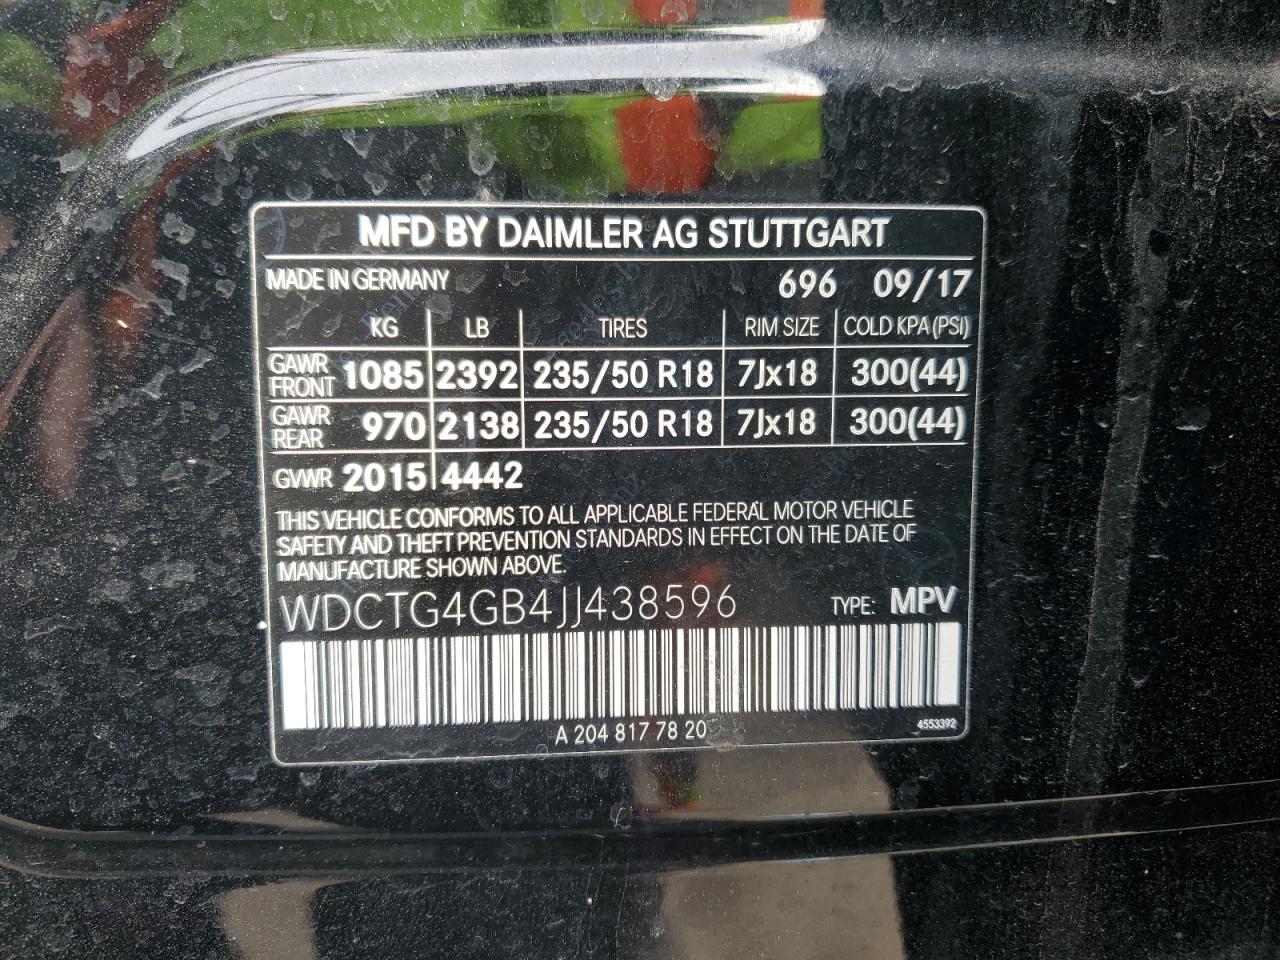 MFD BY DAIMLER AG STUTTGART
MADE IN GERMANY 696 09/17
KG LB TIRES RIM SIZE COLD KPA (PSI)
GAWR FRONT 1085 2392 235/50 R18 7Jx18 300(44)
GAWR REAR 970 2138 235/50 R18 7Jx18 300(44)
GVWR 2015 4442
THIS VEHICLE CONFORMS TO ALL APPLICABLE FEDERAL MOTOR VEHICLE
SAFETY AND THEFT PREVENTION STANDARDS IN EFFECT ON THE DATE OF
MANUFACTURE SHOWN ABOVE.
WDCTG4GB4JJ438596 TYPE: MPV
A 204 817 78 20 4553392